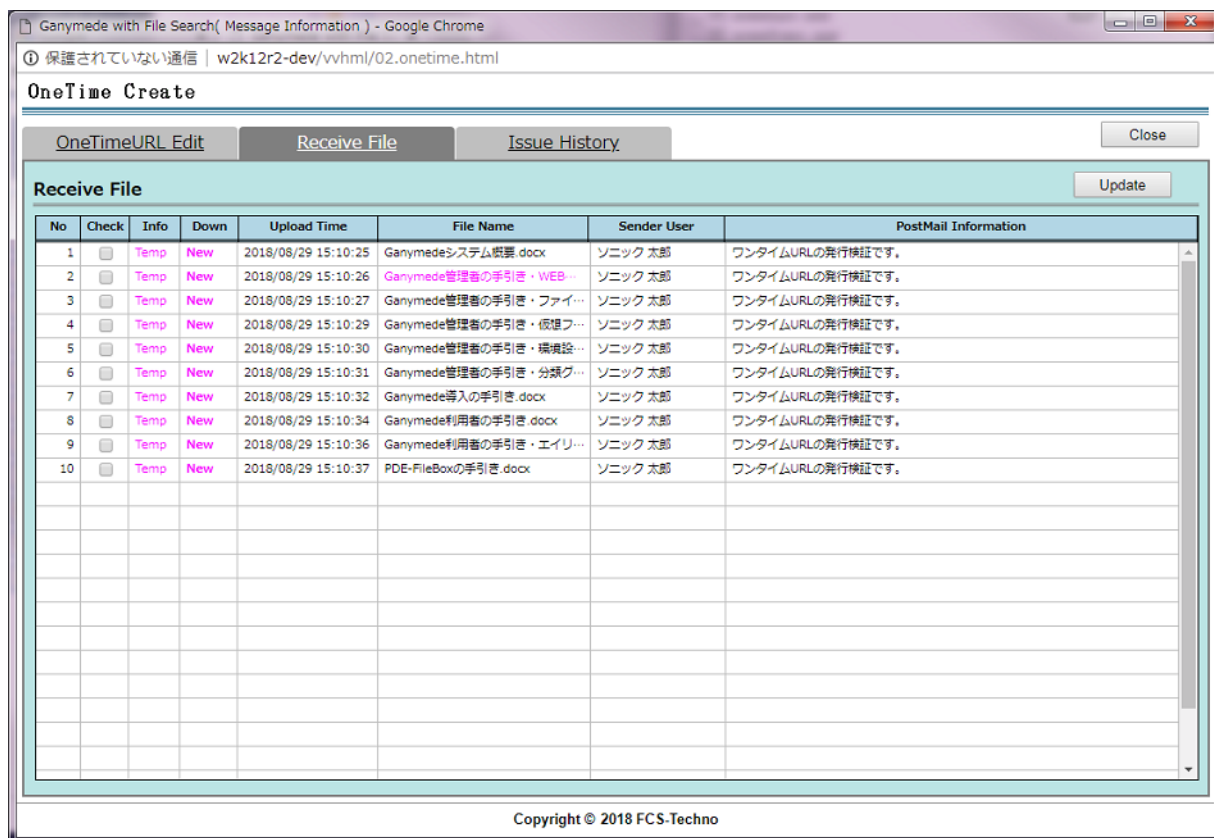 Ganymede with File Search( Message Information ) - Google Chrome
保護されていない通信 | w2k12r2-dev/vvhml/02.onetime.html
OneTime Create
OneTimeURL Edit Receive File Issue History Close
Receive File Update
No Check Info Down Upload Time File Name Sender User PostMail Information
1 Temp New 2018/08/29 15:10:25 Ganymedeシステム概要.docx ソニック 太郎 ワンタイムURLの発行検証です。
2 Temp New 2018/08/29 15:10:26 Ganymede管理者の手引き・WEB… ソニック 太郎 ワンタイムURLの発行検証です。
3 Temp New 2018/08/29 15:10:27 Ganymede管理者の手引き・ファイ… ソニック 太郎 ワンタイムURLの発行検証です。
4 Temp New 2018/08/29 15:10:29 Ganymede管理者の手引き・仮想フ… ソニック 太郎 ワンタイムURLの発行検証です。
5 Temp New 2018/08/29 15:10:30 Ganymede管理者の手引き・環境設… ソニック 太郎 ワンタイムURLの発行検証です。
6 Temp New 2018/08/29 15:10:31 Ganymede管理者の手引き・分類グ… ソニック 太郎 ワンタイムURLの発行検証です。
7 Temp New 2018/08/29 15:10:32 Ganymede導入の手引き.docx ソニック 太郎 ワンタイムURLの発行検証です。
8 Temp New 2018/08/29 15:10:34 Ganymede利用者の手引き.docx ソニック 太郎 ワンタイムURLの発行検証です。
9 Temp New 2018/08/29 15:10:36 Ganymede利用者の手引き・エイリ… ソニック 太郎 ワンタイムURLの発行検証です。
10 Temp New 2018/08/29 15:10:37 PDE-FileBoxの手引き.docx ソニック 太郎 ワンタイムURLの発行検証です。
Copyright © 2018 FCS-Techno